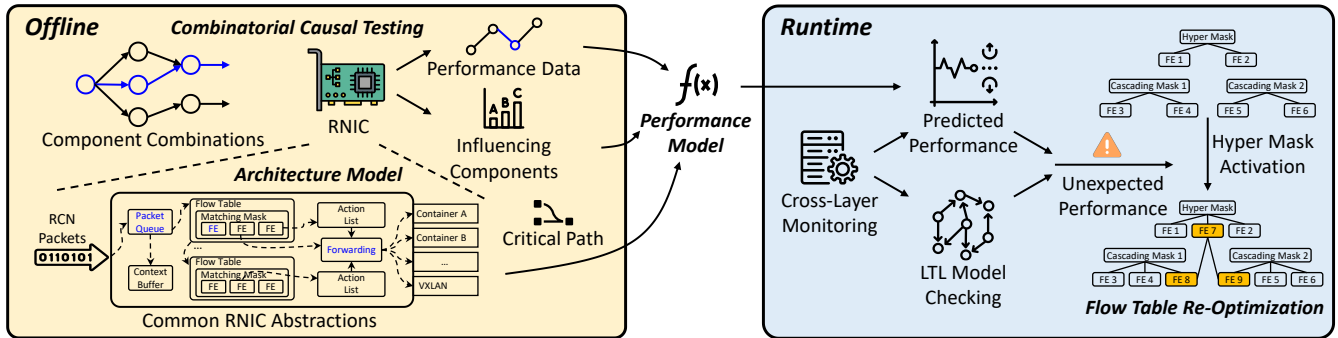 Offline
Combinatorial Causal Testing
Component Combinations
RNIC
Performance Data
A B C
Influencing
Components
Architecture Model
RCN
Packets
0110101
Packet
Queue
Context
Buffer
Flow Table
Matching Mask
FE FE FE
...
Flow Table
Matching Mask
FE FE FE
Action
List
Forwarding
Action
List
Container A
Container B
...
VXLAN
Common RNIC Abstractions
Critical Path
f(x)
Performance
Model
Runtime
Cross-Layer
Monitoring
Predicted
Performance
LTL Model
Checking
Unexpected
Performance
Hyper Mask
FE 1 FE 2
Cascading Mask 1 Cascading Mask 2
FE 3 FE 4 FE 5 FE 6
Hyper Mask
Activation
Hyper Mask
FE 1 FE 7 FE 2
Cascading Mask 1 Cascading Mask 2
FE 3 FE 4 FE 8 FE 9 FE 5 FE 6
Flow Table Re-Optimization